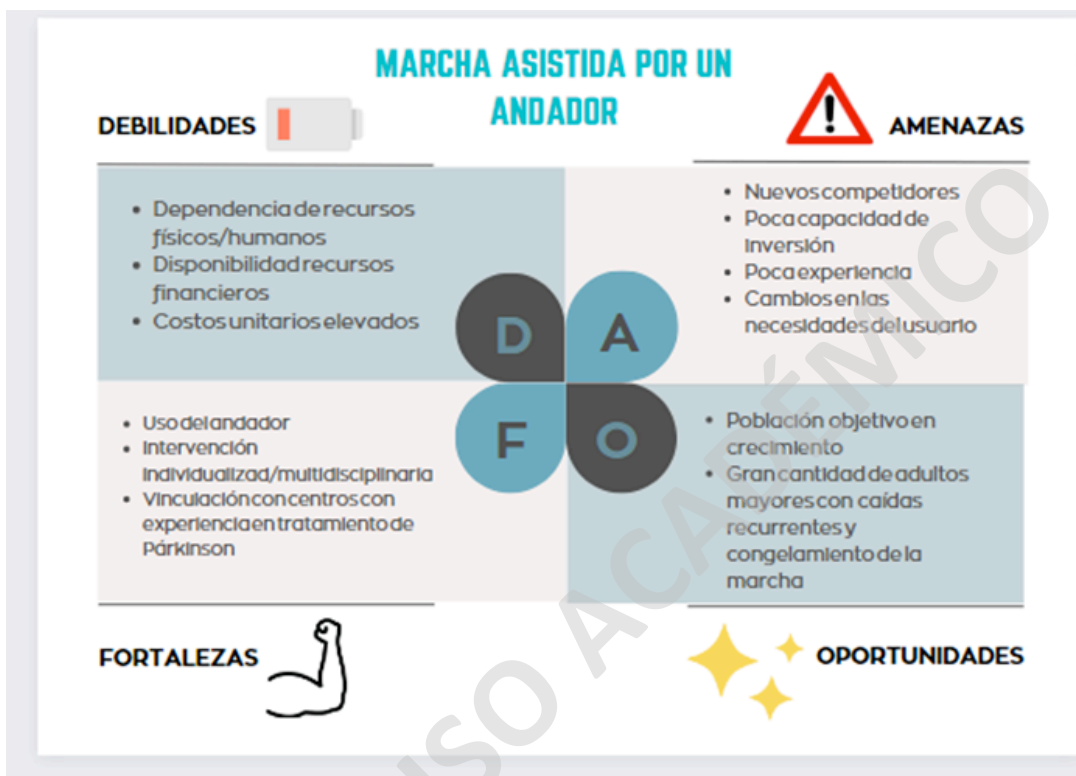 MARCHA ASISTIDA POR UN
ANDADOR
DEBILIDADES
AMENAZAS
• Dependencia de recursos
físicos/humanos
• Disponibilidad recursos
financieros
• Costos unitarios elevados
• Nuevos competidores
• Poca capacidad de
inversión
• Poca experiencia
• Cambios en las
necesidades del usuario
D
A
F
O
• Uso del andador
• Intervención
individualizad/multidisciplinaria
• Vinculación con centros con
experiencia en tratamiento de
Párkinson
• Población objetivo en
crecimiento
• Gran cantidad de adultos
mayores con caídas
recurrentes y
congelamiento de la
marcha
FORTALEZAS
OPORTUNIDADES
USO ACADÉMICO